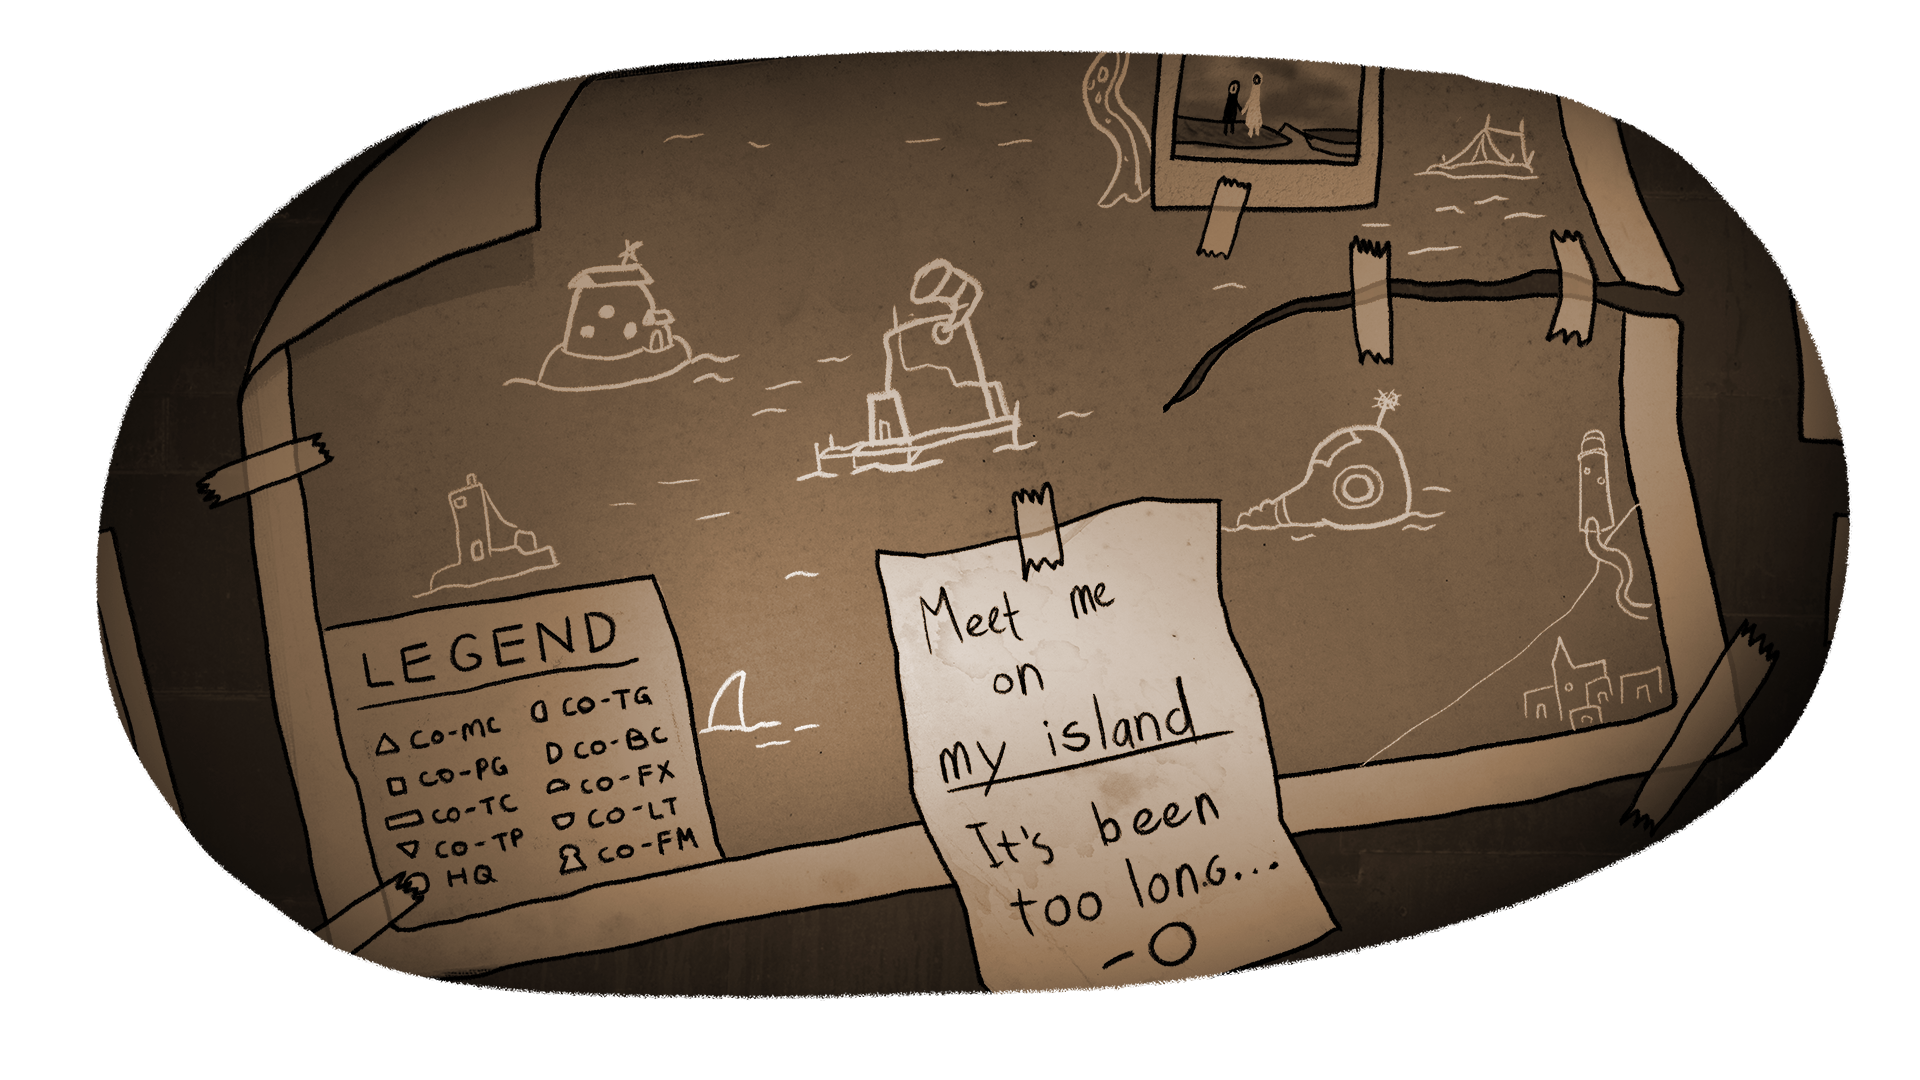 LEGEND
CO-MC
CO-PG
CO-TC
CO-TP
HQ
CO-TG
CO-BC
CO-FX
CO-LT
CO-FM
Meet me
on
my island
It's been
too long...
-O